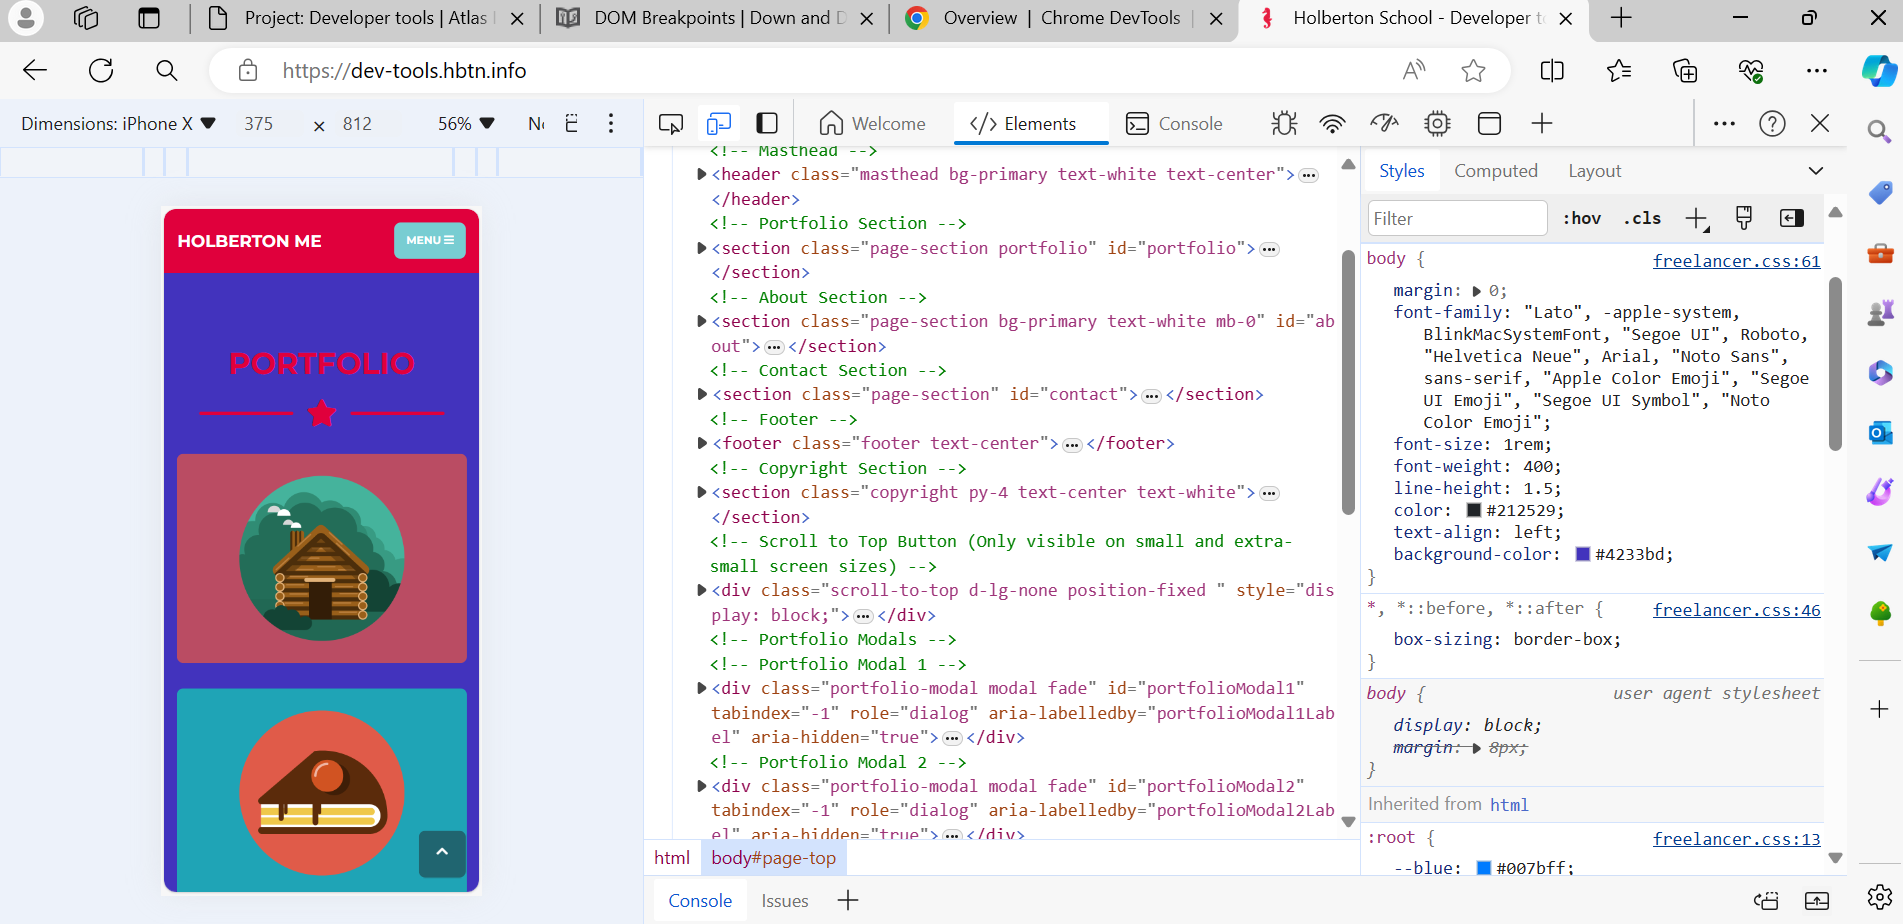 Project: Developer tools | Atlas
DOM Breakpoints | Down and D
Overview | Chrome DevTools
Holberton School - Developer to
https://dev-tools.hbtn.info
Dimensions: iPhone X 375 × 812 56%
Welcome
</> Elements
Console
HOLBERTON ME
MENU
PORTFOLIO
<!-- Masthead -->
<header class="masthead bg-primary text-white text-center"> …
</header>
<!-- Portfolio Section -->
<section class="page-section portfolio" id="portfolio"> …
</section>
<!-- About Section -->
<section class="page-section bg-primary text-white mb-0" id="ab
out"> … </section>
<!-- Contact Section -->
<section class="page-section" id="contact"> … </section>
<!-- Footer -->
<footer class="footer text-center"> … </footer>
<!-- Copyright Section -->
<section class="copyright py-4 text-center text-white"> …
</section>
<!-- Scroll to Top Button (Only visible on small and extra-
small screen sizes) -->
<div class="scroll-to-top d-lg-none position-fixed " style="dis
play: block;"> … </div>
<!-- Portfolio Modals -->
<!-- Portfolio Modal 1 -->
<div class="portfolio-modal modal fade" id="portfolioModal1"
tabindex="-1" role="dialog" aria-labelledby="portfolioModal1Lab
el" aria-hidden="true"> … </div>
<!-- Portfolio Modal 2 -->
<div class="portfolio-modal modal fade" id="portfolioModal2"
tabindex="-1" role="dialog" aria-labelledby="portfolioModal2Lab
el" aria-hidden="true"> … </div>
html body#page-top
Console Issues
Styles Computed Layout
Filter :hov .cls
body { freelancer.css:61
margin: 0;
font-family: "Lato", -apple-system,
BlinkMacSystemFont, "Segoe UI", Roboto,
"Helvetica Neue", Arial, "Noto Sans",
sans-serif, "Apple Color Emoji", "Segoe
UI Emoji", "Segoe UI Symbol", "Noto
Color Emoji";
font-size: 1rem;
font-weight: 400;
line-height: 1.5;
color: #212529;
text-align: left;
background-color: #4233bd;
}
*, *::before, *::after { freelancer.css:46
box-sizing: border-box;
}
body { user agent stylesheet
display: block;
margin: 8px;
}
Inherited from html
:root { freelancer.css:13
--blue: #007bff;